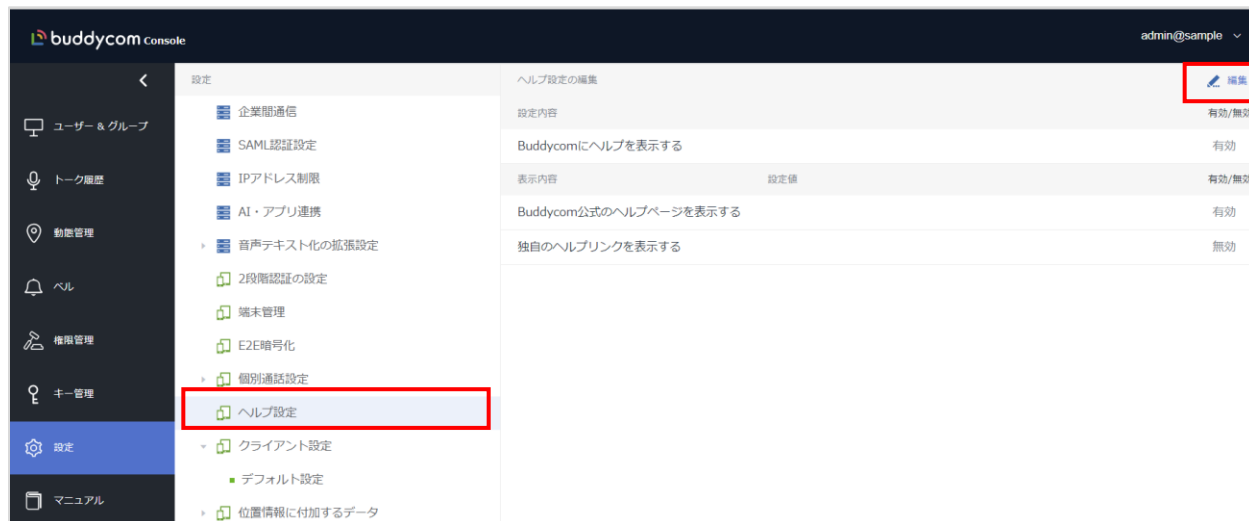 buddycom Console
admin@sample
設定
ヘルプ設定の編集
編集
ユーザー & グループ
トーク履歴
動態管理
ベル
権限管理
キー管理
設定
マニュアル
企業間通信
SAML認証設定
IPアドレス制限
AI・アプリ連携
音声テキスト化の拡張設定
2段階認証の設定
端末管理
E2E暗号化
個別通話設定
ヘルプ設定
クライアント設定
デフォルト設定
位置情報に付加するデータ
設定内容 有効/無効
Buddycomにヘルプを表示する 有効
表示内容 設定値 有効/無効
Buddycom公式のヘルプページを表示する 有効
独自のヘルプリンクを表示する 無効